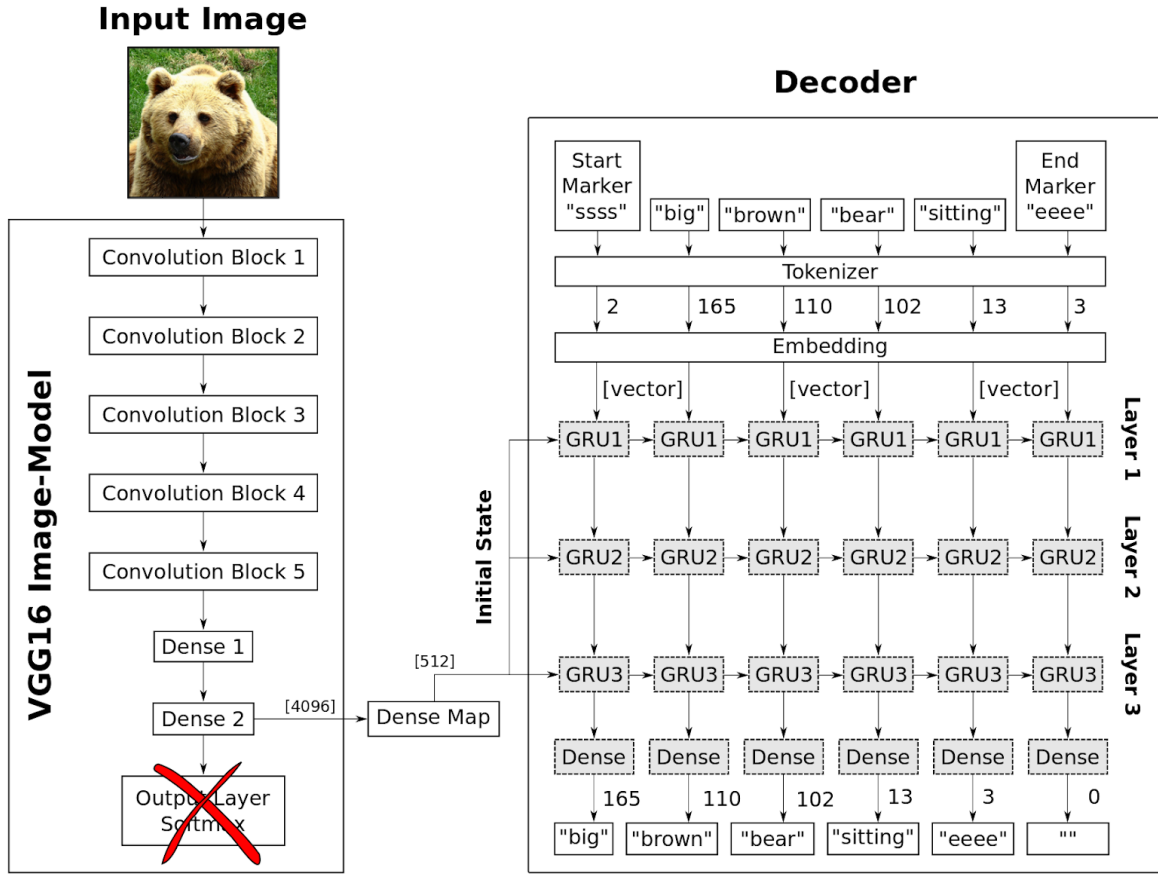 Input Image
Convolution Block 1
Convolution Block 2
Convolution Block 3
Convolution Block 4
Convolution Block 5
Dense 1
Dense 2
Output Layer
Softmax
VGG16 Image-Model
[4096]
Dense Map
[512]
Initial State
Decoder
Start
Marker
"ssss"
"big"
"brown"
"bear"
"sitting"
End
Marker
"eeee"
Tokenizer
2 165 110 102 13 3
Embedding
[vector] [vector] [vector]
GRU1 GRU1 GRU1 GRU1 GRU1 GRU1
Layer 1
GRU2 GRU2 GRU2 GRU2 GRU2 GRU2
Layer 2
GRU3 GRU3 GRU3 GRU3 GRU3 GRU3
Layer 3
Dense Dense Dense Dense Dense Dense
165 110 102 13 3 0
"big" "brown" "bear" "sitting" "eeee" ""